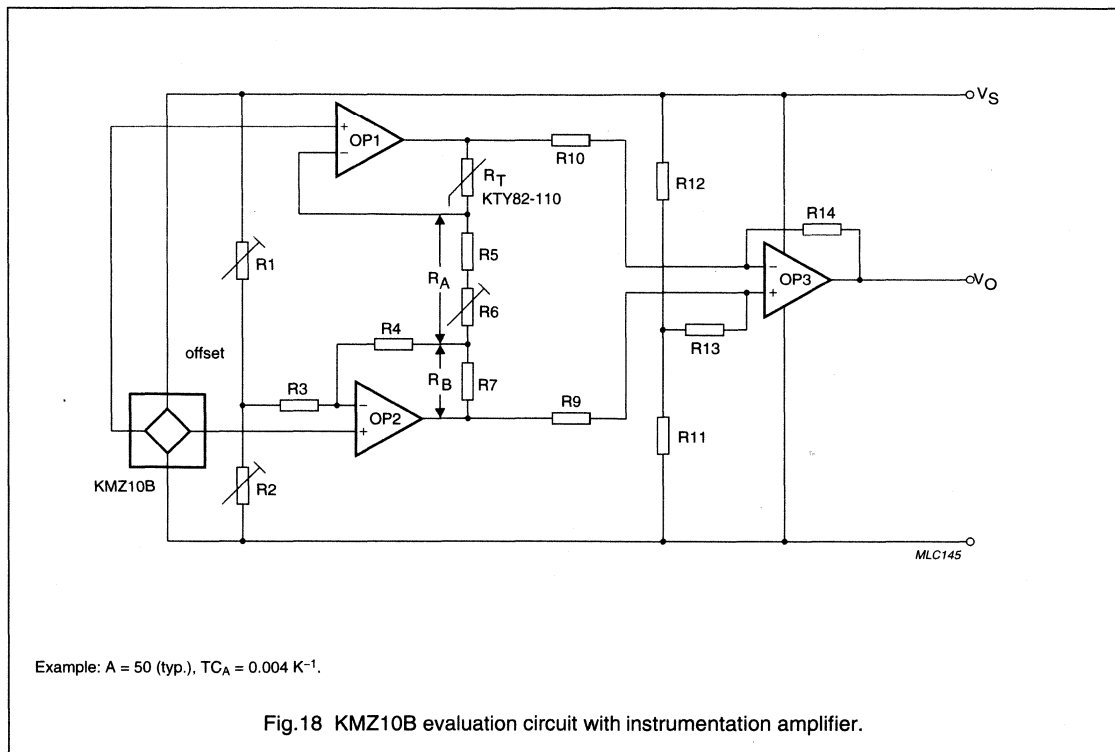 VS
+
OP1
−
R10
RT
KTY82-110
R12
R14
R5
R1
RA
−
OP3
+
VO
R6
R4
R13
offset
RB
R7
R3
−
OP2
+
R9
R11
R2
KMZ10B
MLC145
Example: A = 50 (typ.), TCA = 0.004 K−1.
Fig.18 KMZ10B evaluation circuit with instrumentation amplifier.